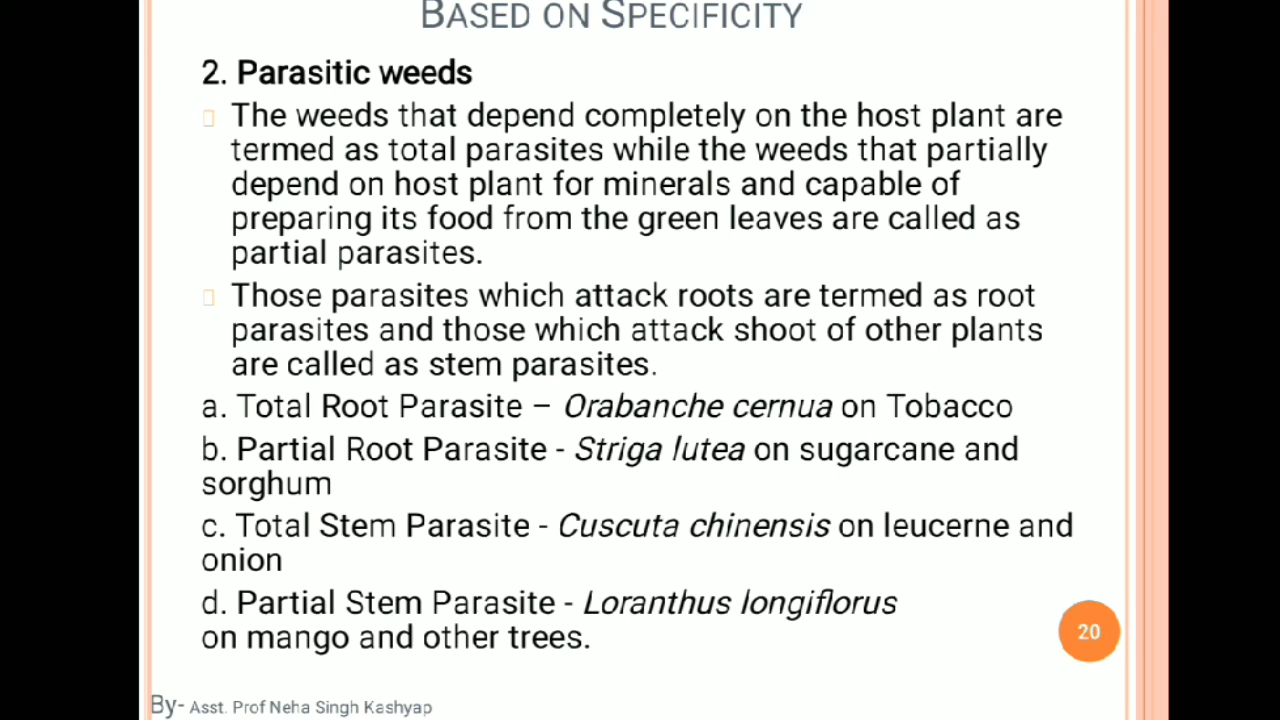 BASED ON SPECIFICITY
2. Parasitic weeds
The weeds that depend completely on the host plant are
termed as total parasites while the weeds that partially
depend on host plant for minerals and capable of
preparing its food from the green leaves are called as
partial parasites.
Those parasites which attack roots are termed as root
parasites and those which attack shoot of other plants
are called as stem parasites.
a. Total Root Parasite – Orabanche cernua on Tobacco
b. Partial Root Parasite - Striga lutea on sugarcane and
sorghum
c. Total Stem Parasite - Cuscuta chinensis on leucerne and
onion
d. Partial Stem Parasite - Loranthus longiflorus
on mango and other trees.
20
By- Asst. Prof Neha Singh Kashyap